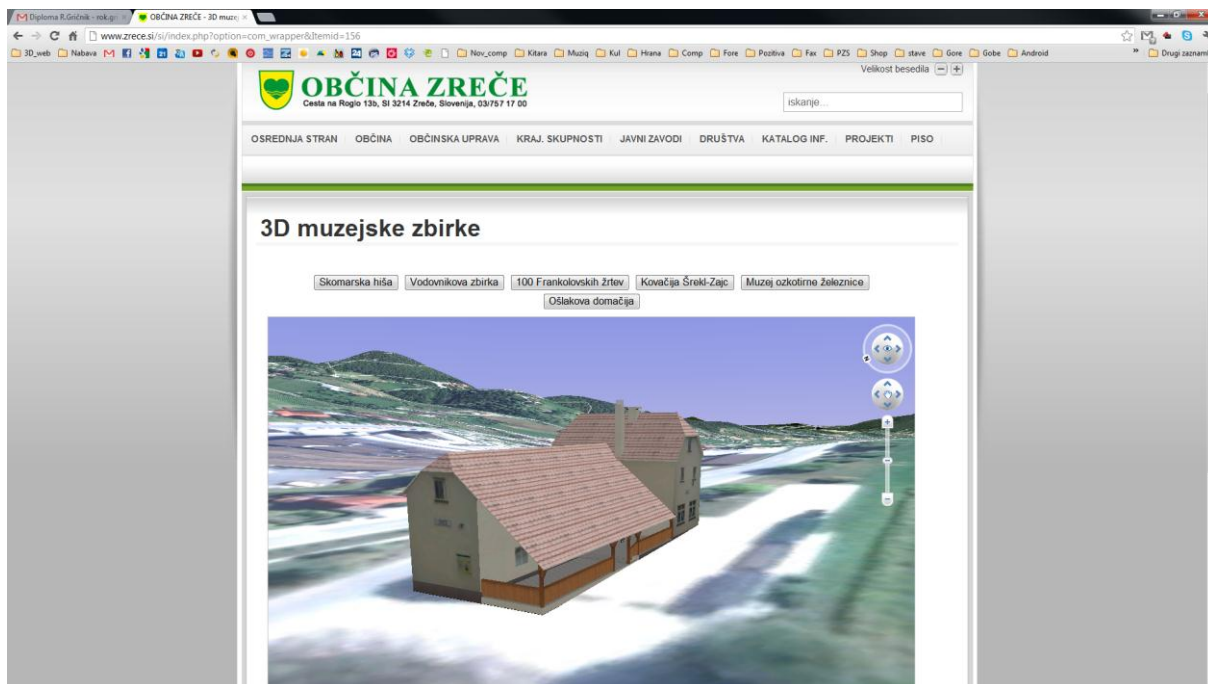 Diploma R.Gričnik - rok.gr
OBČINA ZREČE - 3D muzej
www.zrece.si/si/index.php?option=com_wrapper&Itemid=156
3D_web Nabava Nov_comp Kitara Muziq Kul Hrana Comp Fore Pozitiva Fax PZS Shop stave Gore Gobe Android » Drugi zaznam
Velikost besedila
OBČINA ZREČE
Cesta na Roglo 13b, SI 3214 Zreče, Slovenija, 03/757 17 00
iskanje...
OSREDNJA STRAN OBČINA OBČINSKA UPRAVA KRAJ. SKUPNOSTI JAVNI ZAVODI DRUŠTVA KATALOG INF. PROJEKTI PISO
3D muzejske zbirke
Skomarska hiša Vodovnikova zbirka 100 Frankolovskih žrtev Kovačija Šrekl-Zajc Muzej ozkotirne železnice
Ošlakova domačija